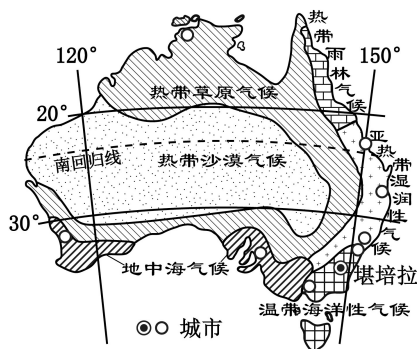 120°
150°
热带雨林气候
热带草原气候
20°
南回归线
热带沙漠气候
亚热带湿润性气候
30°
地中海气候
堪培拉
温带海洋性气候
城市